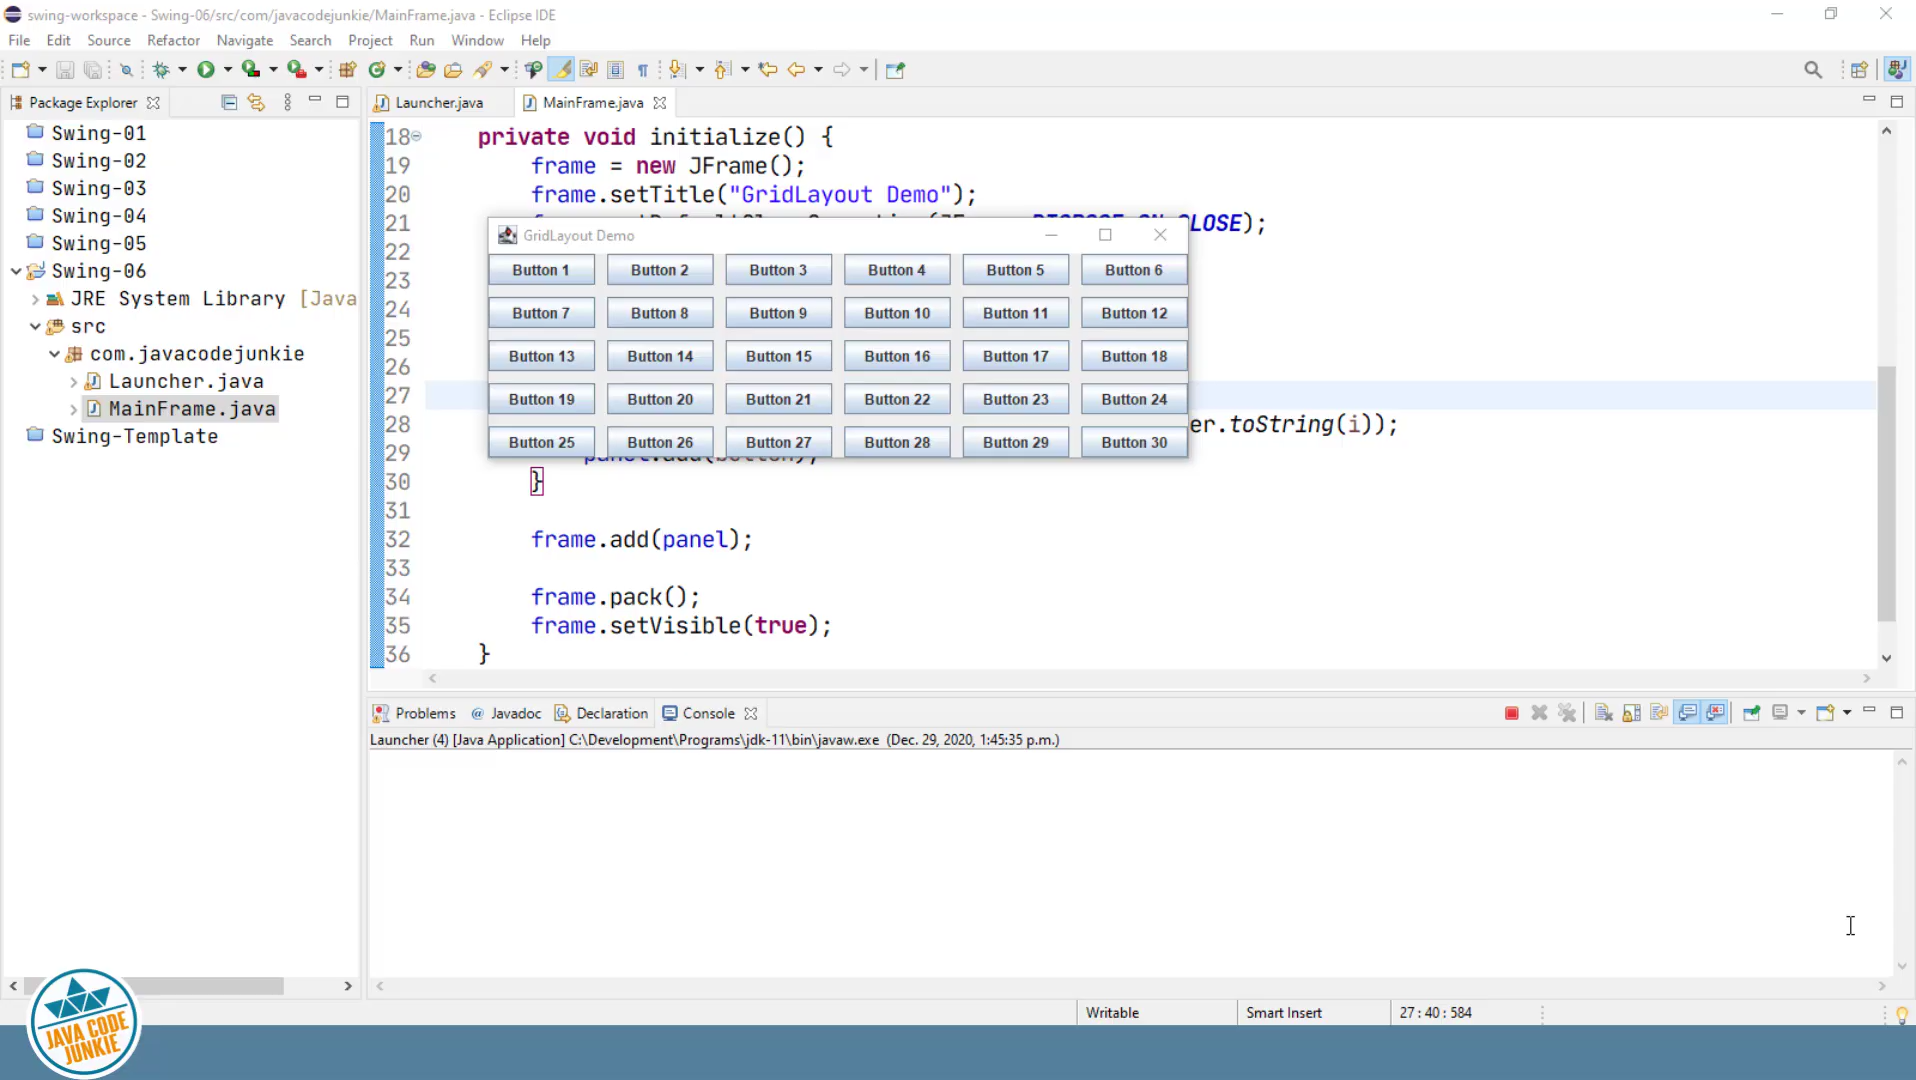 swing-workspace - Swing-06/src/com/javacodejunkie/MainFrame.java - Eclipse IDE
File Edit Source Refactor Navigate Search Project Run Window Help
Package Explorer
Swing-01
Swing-02
Swing-03
Swing-04
Swing-05
Swing-06
JRE System Library [Java
src
com.javacodejunkie
Launcher.java
MainFrame.java
Swing-Template
Launcher.java MainFrame.java
18 private void initialize() {
19 frame = new JFrame();
20 frame.setTitle("GridLayout Demo");
21 LOSE);
22
23
24
25
26
27
28 er.toString(i));
29 panel.add(button);
30 }
31
32 frame.add(panel);
33
34 frame.pack();
35 frame.setVisible(true);
36 }
GridLayout Demo
Button 1 Button 2 Button 3 Button 4 Button 5 Button 6
Button 7 Button 8 Button 9 Button 10 Button 11 Button 12
Button 13 Button 14 Button 15 Button 16 Button 17 Button 18
Button 19 Button 20 Button 21 Button 22 Button 23 Button 24
Button 25 Button 26 Button 27 Button 28 Button 29 Button 30
Problems @ Javadoc Declaration Console
Launcher (4) [Java Application] C:\Development\Programs\jdk-11\bin\javaw.exe (Dec. 29, 2020, 1:45:35 p.m.)
Writable Smart Insert 27 : 40 : 584
JAVA CODE
JUNKIE